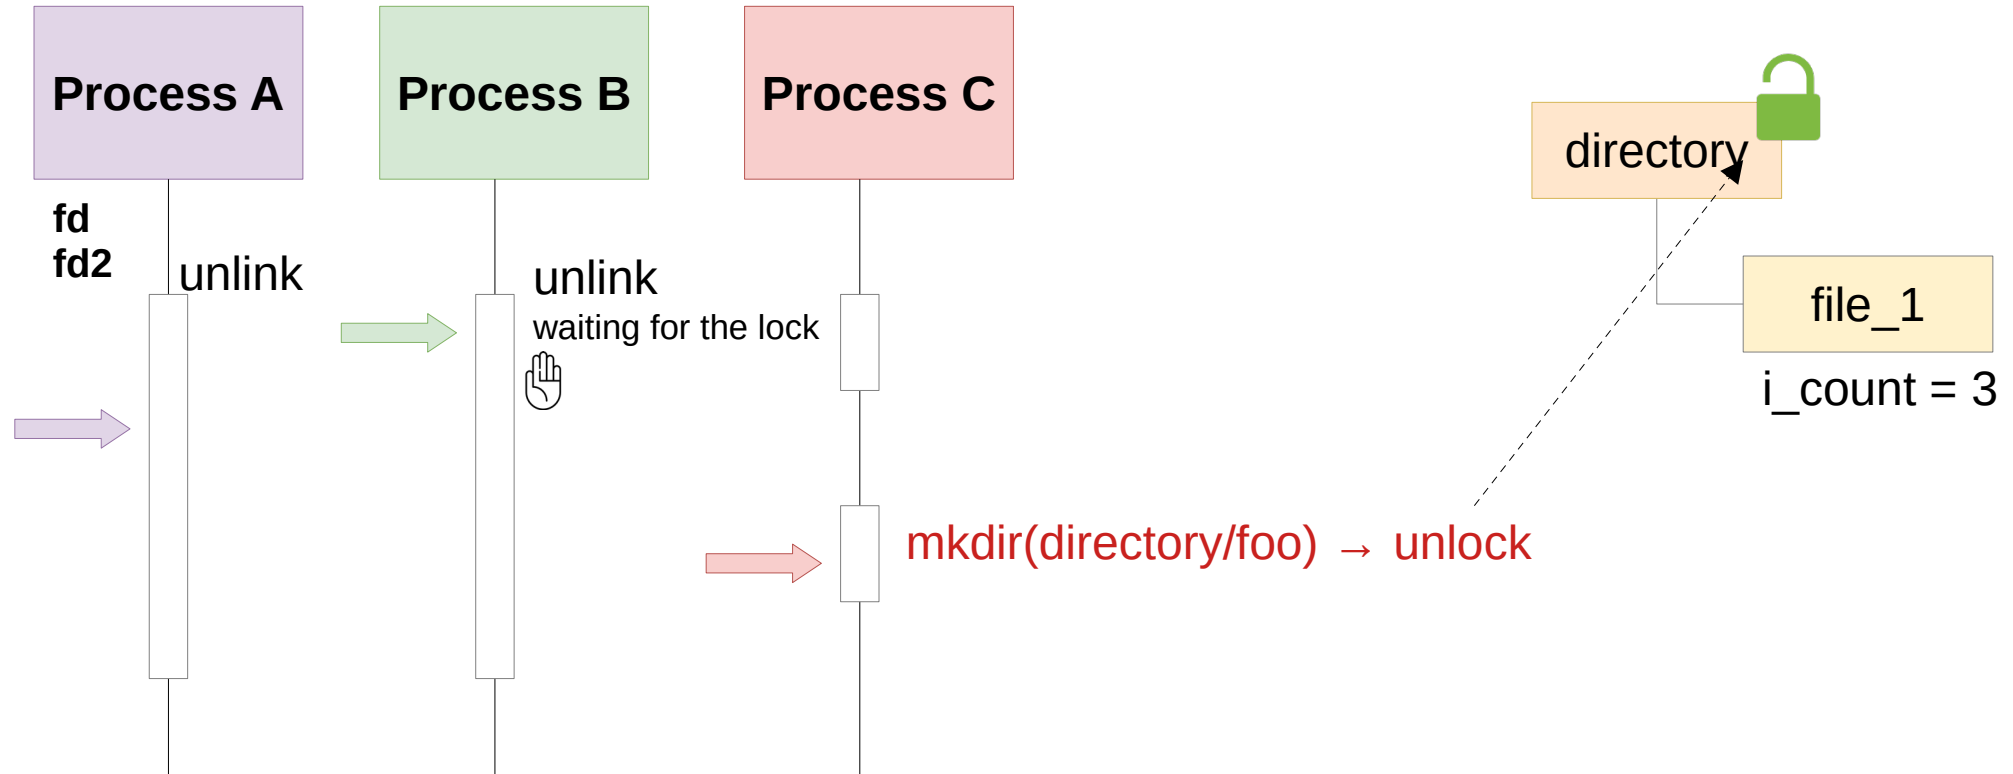 Process A
Process B
Process C
directory
fd
fd2
unlink
unlink
waiting for the lock
file_1
i_count = 3
mkdir(directory/foo) → unlock